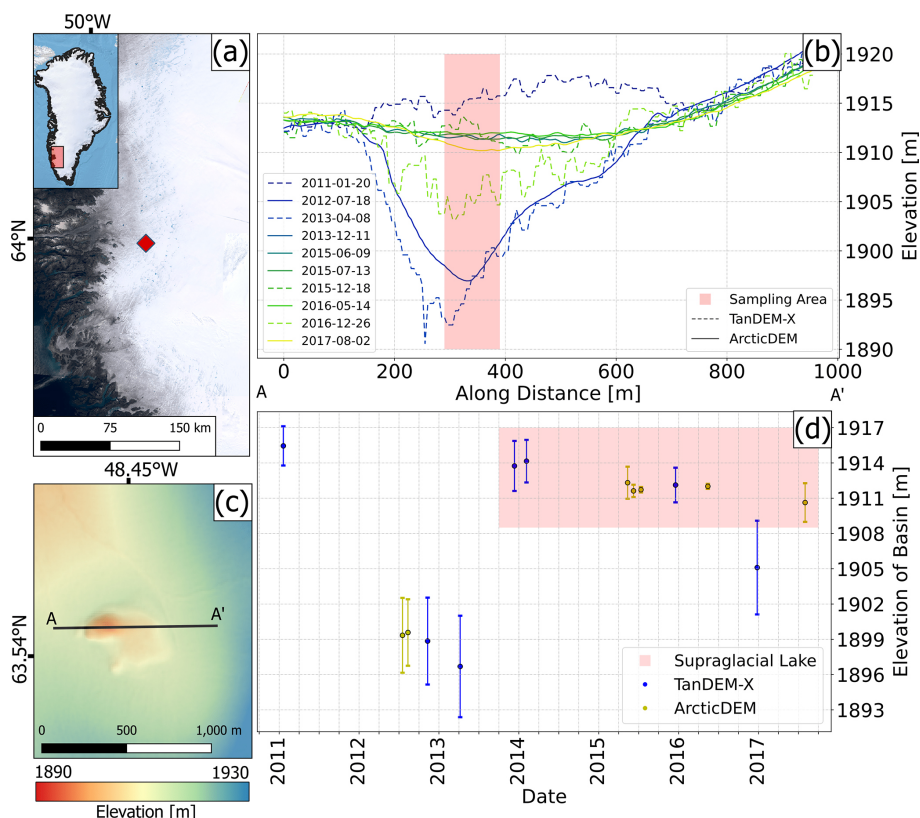 50°W
(a)
64°N
0 75 150 km
(b)
1920
1915
1910
1905
1900
1895
1890
Elevation [m]
2011-01-20
2012-07-18
2013-04-08
2013-12-11
2015-06-09
2015-07-13
2015-12-18
2016-05-14
2016-12-26
2017-08-02
Sampling Area
TanDEM-X
ArcticDEM
0 200 400 600 800 1000
A Along Distance [m] A'
48.45°W
(c)
63.54°N
A A'
0 500 1,000 m
1890 1930
Elevation [m]
(d)
1917
1914
1911
1908
1905
1902
1899
1896
1893
Elevation of Basin [m]
Supraglacial Lake
TanDEM-X
ArcticDEM
2011 2012 2013 2014 2015 2016 2017
Date